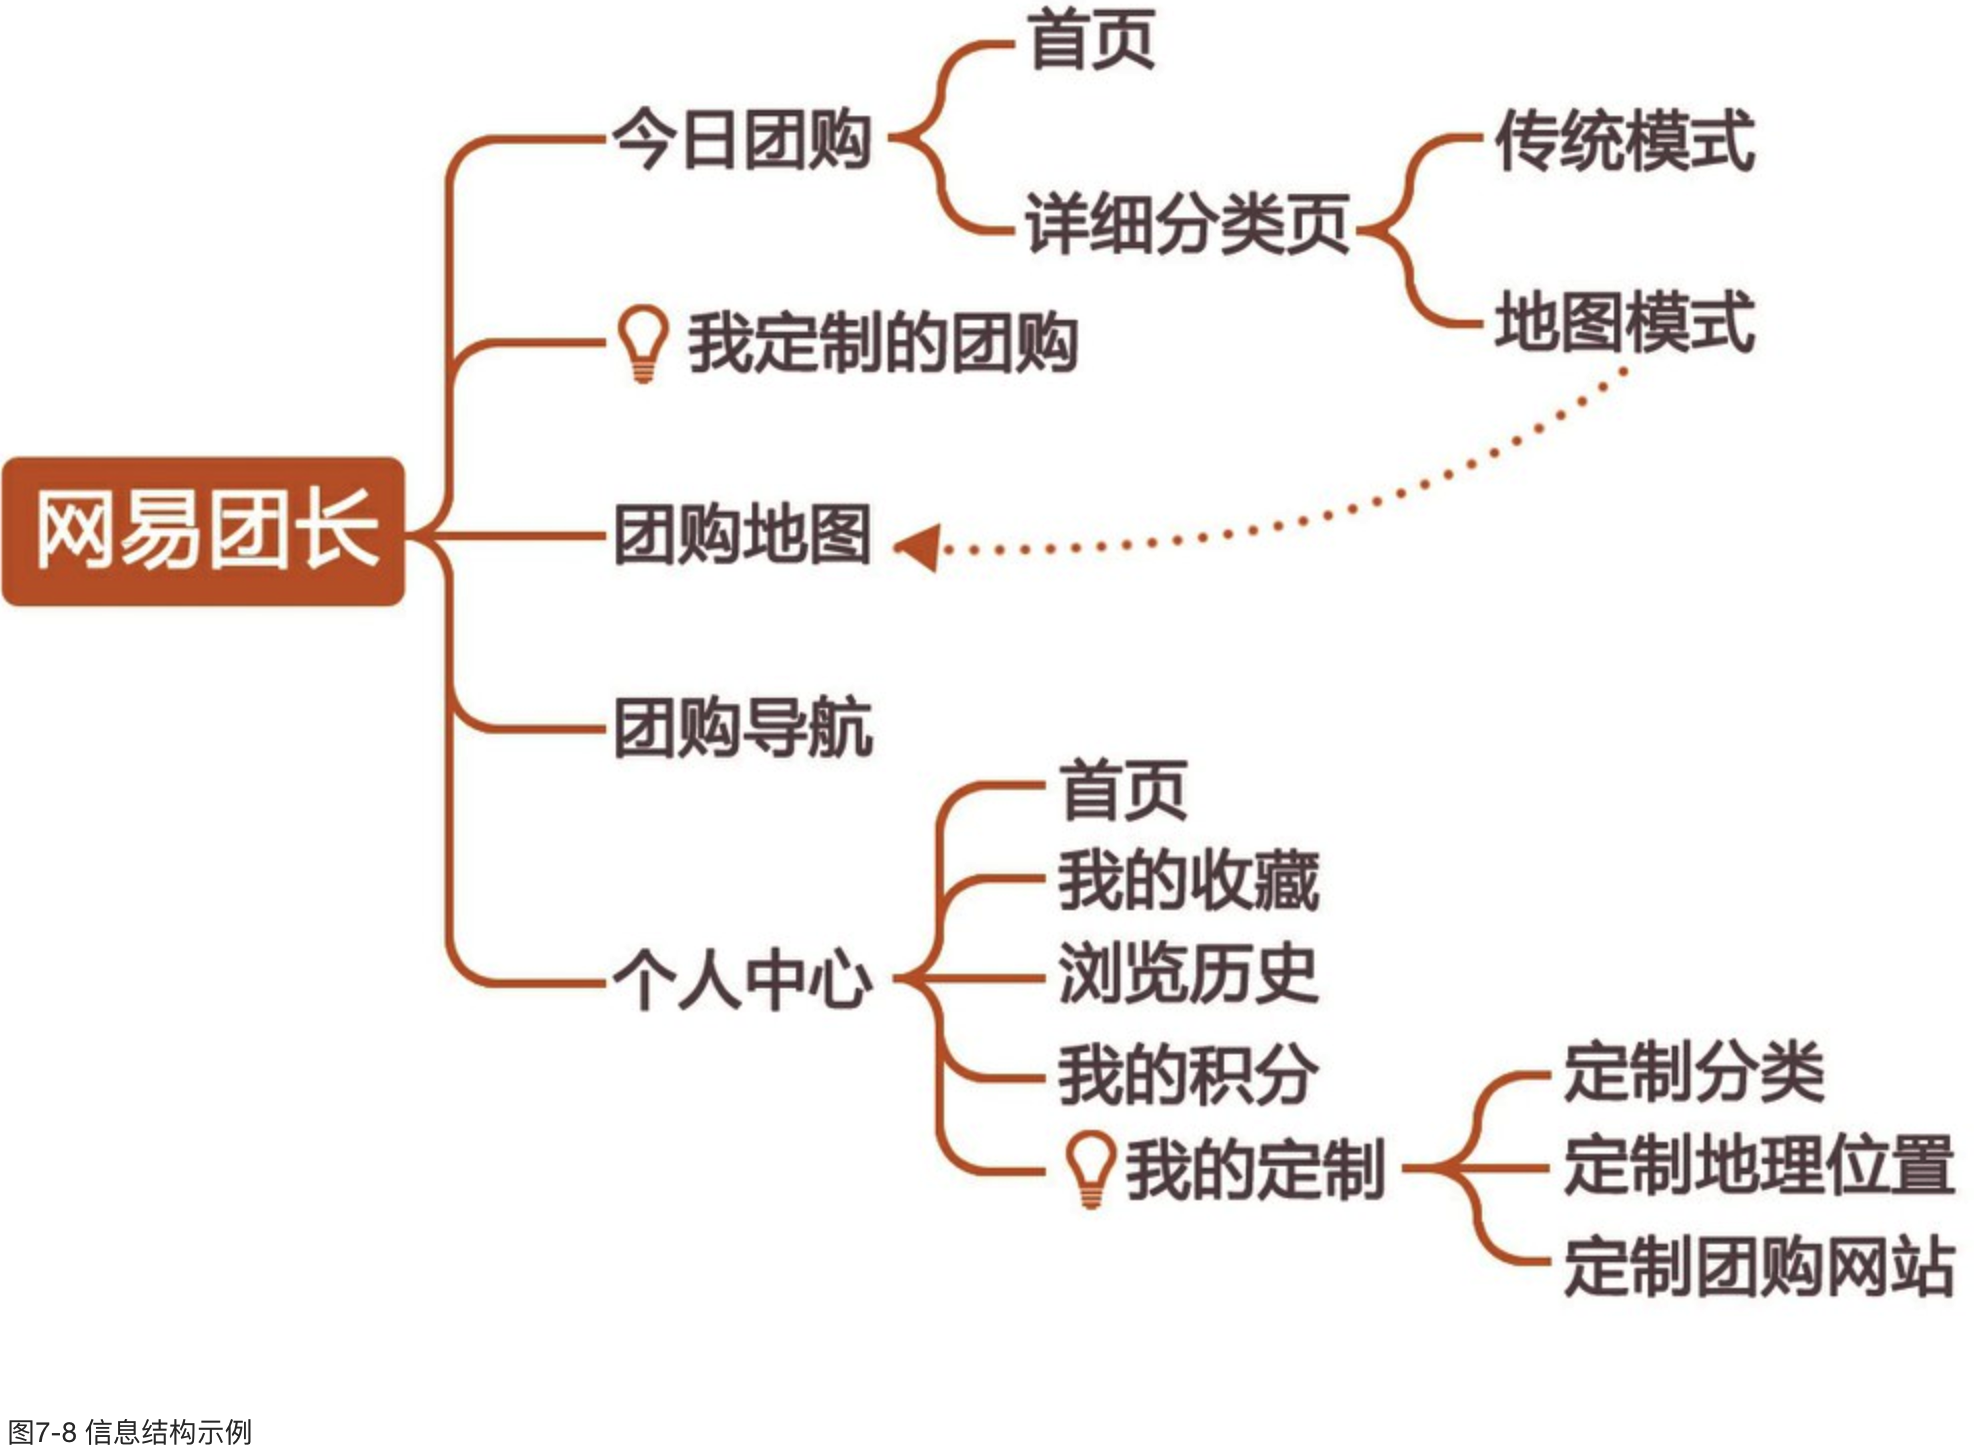 网易团长
今日团购
首页
详细分类页
传统模式
地图模式
我定制的团购
团购地图
团购导航
个人中心
首页
我的收藏
浏览历史
我的积分
我的定制
定制分类
定制地理位置
定制团购网站
图7-8 信息结构示例